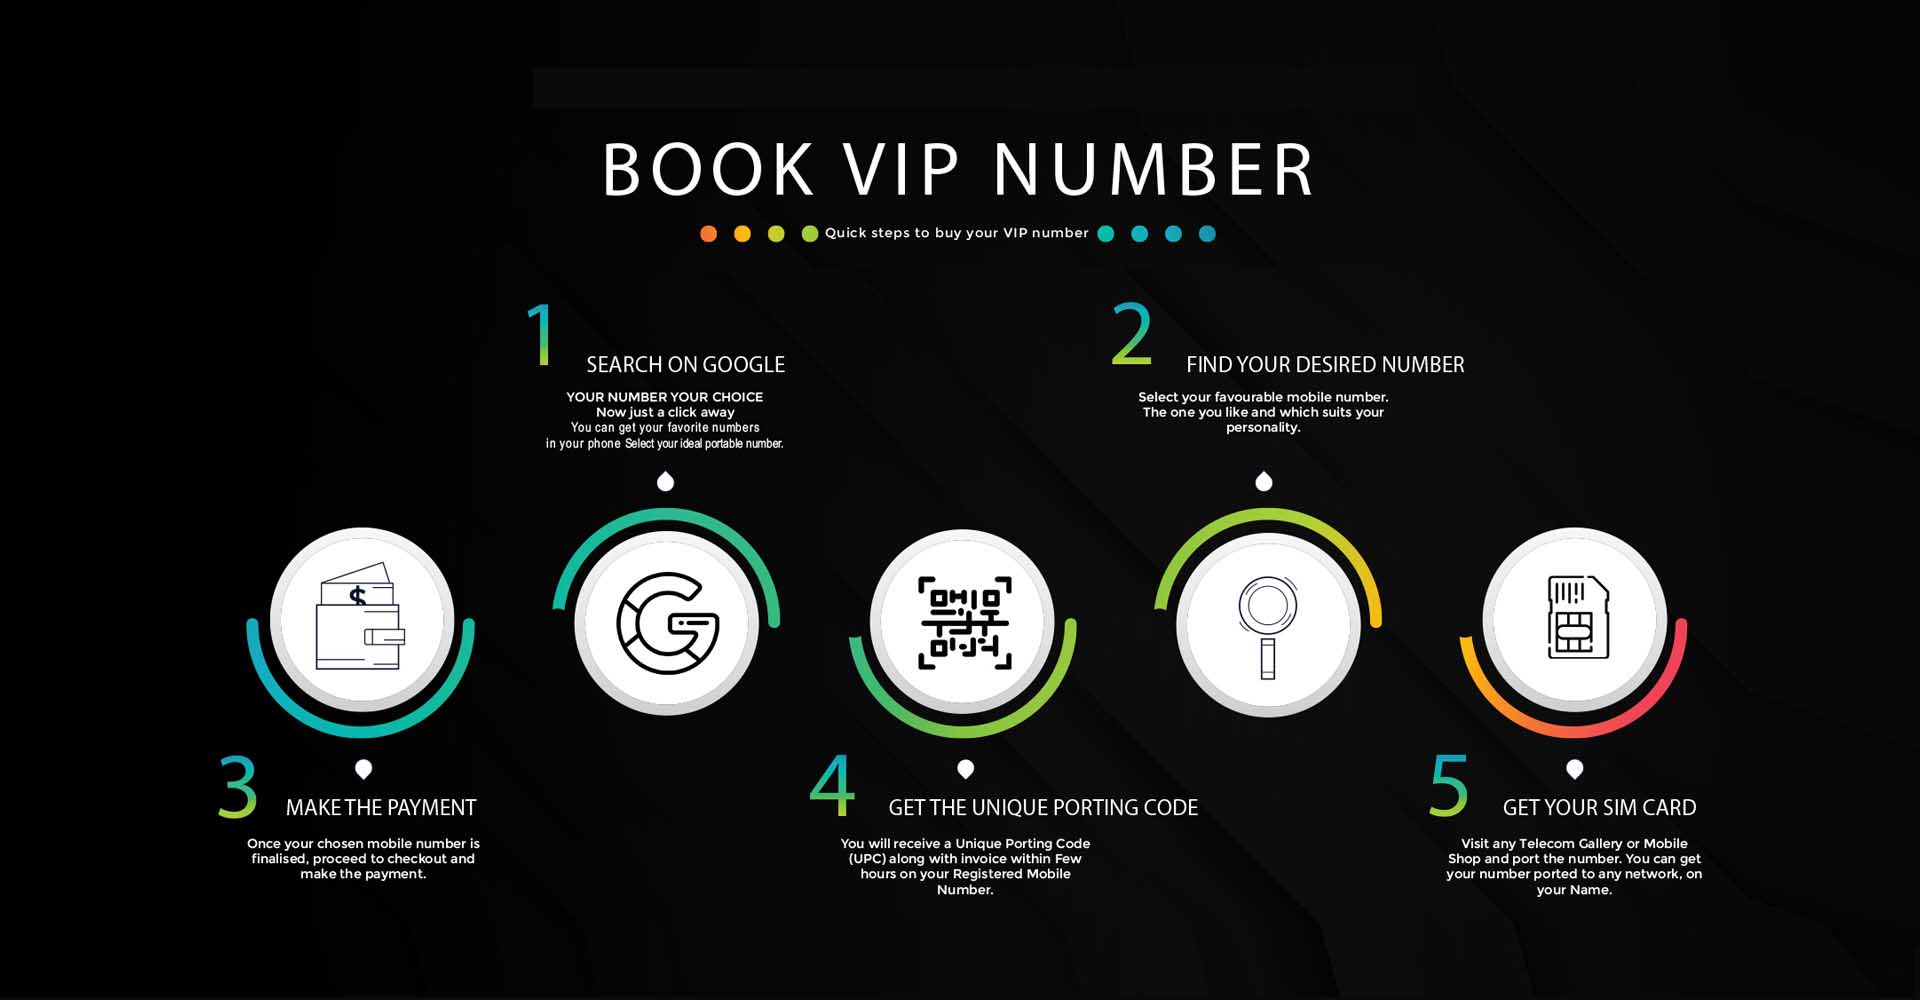 BOOK VIP NUMBER
Quick steps to buy your VIP number
1
SEARCH ON GOOGLE
YOUR NUMBER YOUR CHOICE
Now just a click away
You can get your favorite numbers
in your phone Select your ideal portable number.
2
FIND YOUR DESIRED NUMBER
Select your favourable mobile number.
The one you like and which suits your
personality.
$
G
3
MAKE THE PAYMENT
Once your chosen mobile number is
finalised, proceed to checkout and
make the payment.
4
GET THE UNIQUE PORTING CODE
You will receive a Unique Porting Code
(UPC) along with invoice within Few
hours on your Registered Mobile
Number.
5
GET YOUR SIM CARD
Visit any Telecom Gallery or Mobile
Shop and port the number. You can get
your number ported to any network, on
your Name.